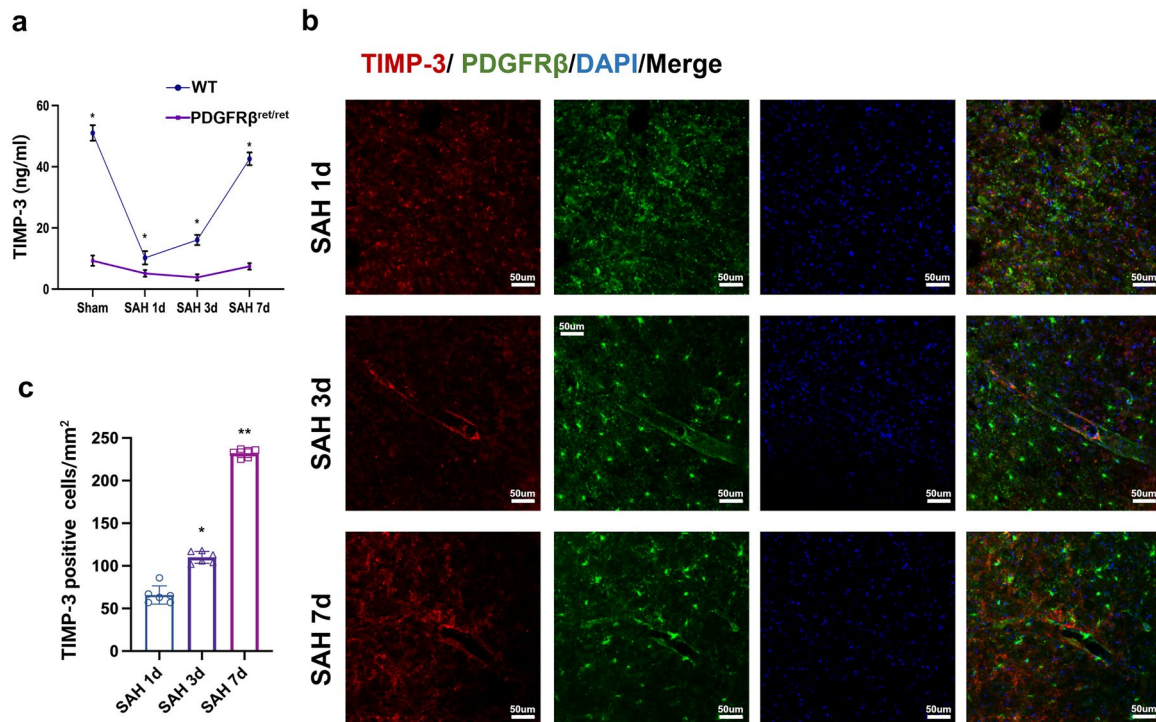 a
WT
PDGFRβret/ret
TIMP-3 (ng/ml)
60
40
20
0
*
*
*
*
Sham
SAH 1d
SAH 3d
SAH 7d
b
TIMP-3/ PDGFRβ/DAPI/Merge
SAH 1d
50um
50um
50um
50um
SAH 3d
50um
50um
50um
50um
50um
SAH 7d
50um
50um
50um
50um
c
TIMP-3 positive cells/mm2
250
200
150
100
50
0
*
**
SAH 1d
SAH 3d
SAH 7d